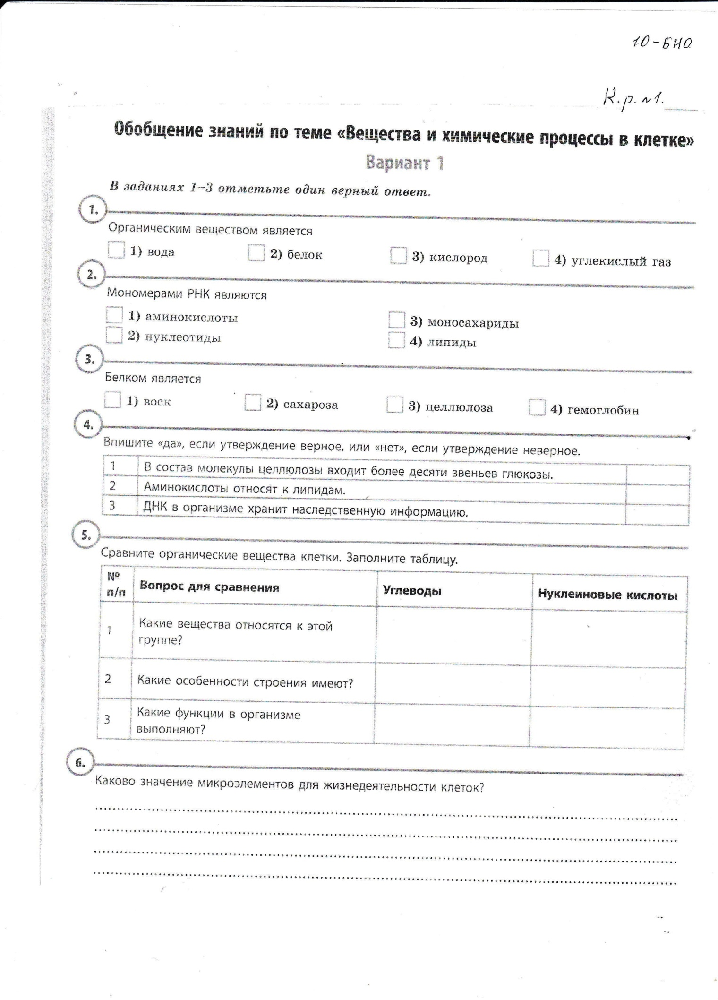 10-БИО
К.р. №1.
Обобщение знаний по теме «Вещества и химические процессы в клетке»
Вариант 1
В заданиях 1–3 отметьте один верный ответ.
1.
Органическим веществом является
1) вода 2) белок 3) кислород 4) углекислый газ
2.
Мономерами РНК являются
1) аминокислоты 3) моносахариды
2) нуклеотиды 4) липиды
3.
Белком является
1) воск 2) сахароза 3) целлюлоза 4) гемоглобин
4.
Впишите «да», если утверждение верное, или «нет», если утверждение неверное.
1 В состав молекулы целлюлозы входит более десяти звеньев глюкозы.
2 Аминокислоты относят к липидам.
3 ДНК в организме хранит наследственную информацию.
5.
Сравните органические вещества клетки. Заполните таблицу.
№ п/п Вопрос для сравнения Углеводы Нуклеиновые кислоты
1 Какие вещества относятся к этой
группе?
2 Какие особенности строения имеют?
3 Какие функции в организме
выполняют?
6.
Каково значение микроэлементов для жизнедеятельности клеток?